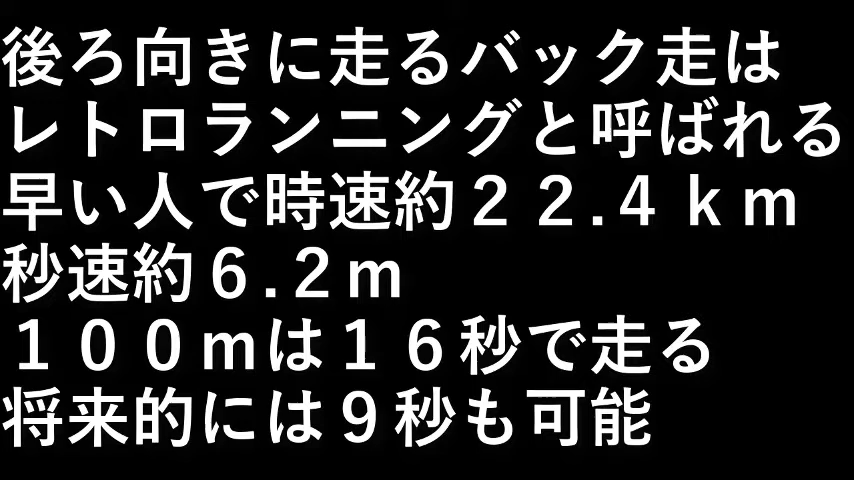 後ろ向きに走るバック走は
レトロランニングと呼ばれる
早い人で時速約２２.４ｋｍ
秒速約６.２ｍ
１００ｍは１６秒で走る
将来的には９秒も可能